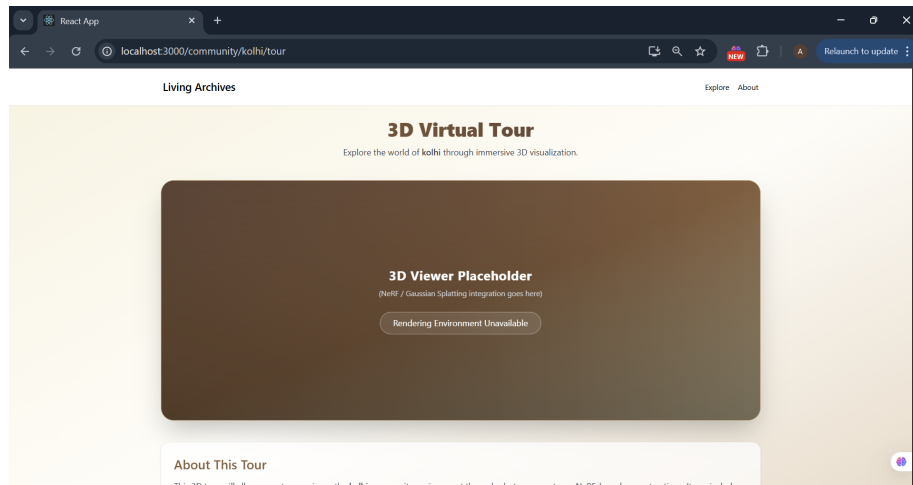 React App
localhost:3000/community/kolhi/tour
NEW
A
Relaunch to update
Living Archives
Explore About
3D Virtual Tour
Explore the world of kolhi through immersive 3D visualization.
3D Viewer Placeholder
(NeRF / Gaussian Splatting integration goes here)
Rendering Environment Unavailable
About This Tour